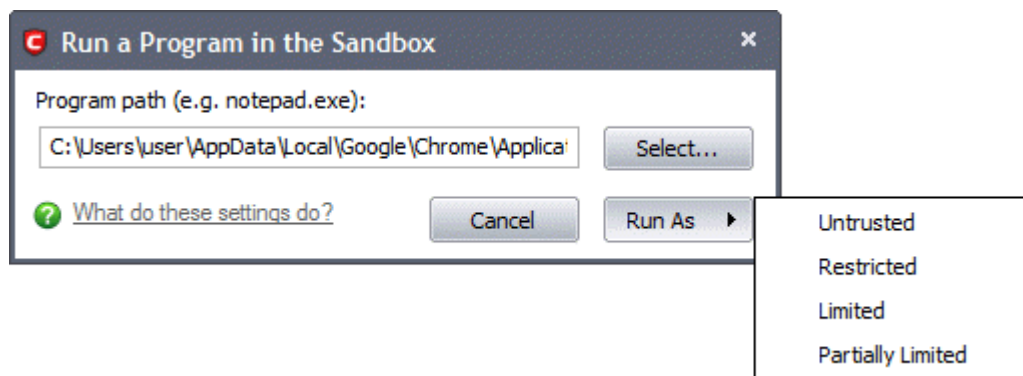 Run a Program in the Sandbox
Program path (e.g. notepad.exe):
C:\Users\user\AppData\Local\Google\Chrome\Applicat
Select...
What do these settings do?
Cancel
Run As
Untrusted
Restricted
Limited
Partially Limited